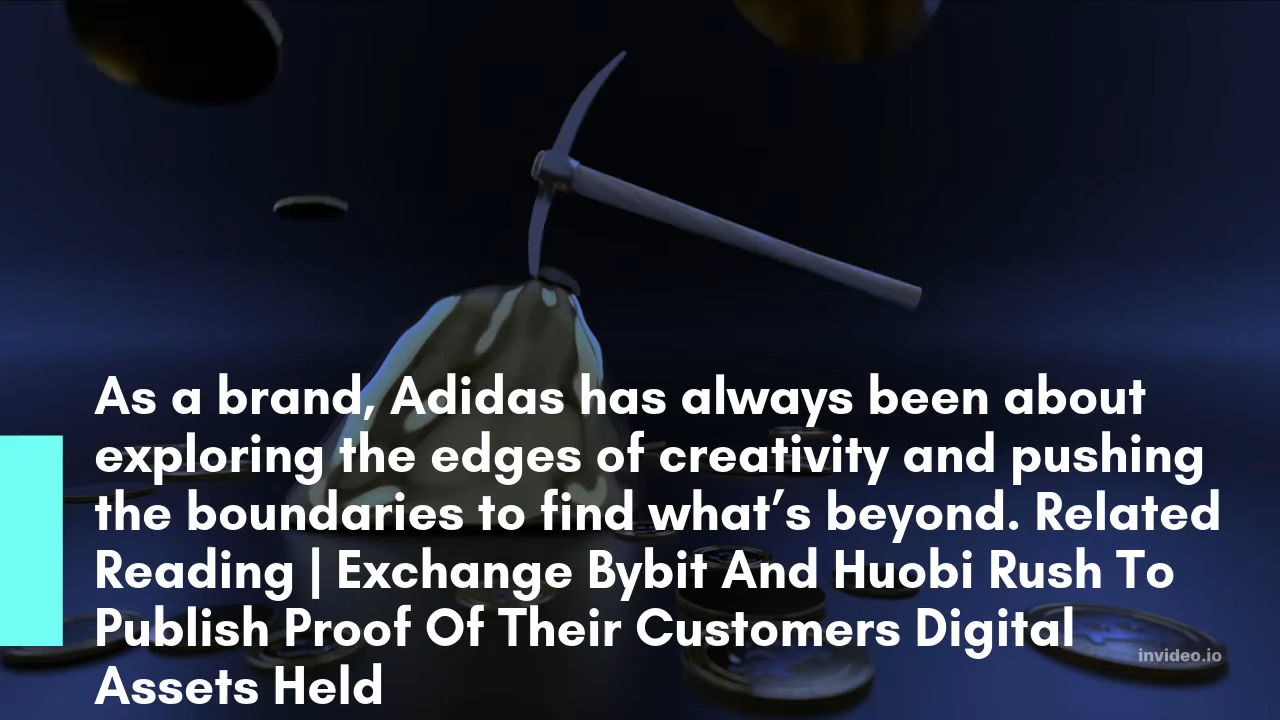 As a brand, Adidas has always been about
exploring the edges of creativity and pushing
the boundaries to find what’s beyond. Related
Reading | Exchange Bybit And Huobi Rush To
Publish Proof Of Their Customers Digital
Assets Held
invideo.io